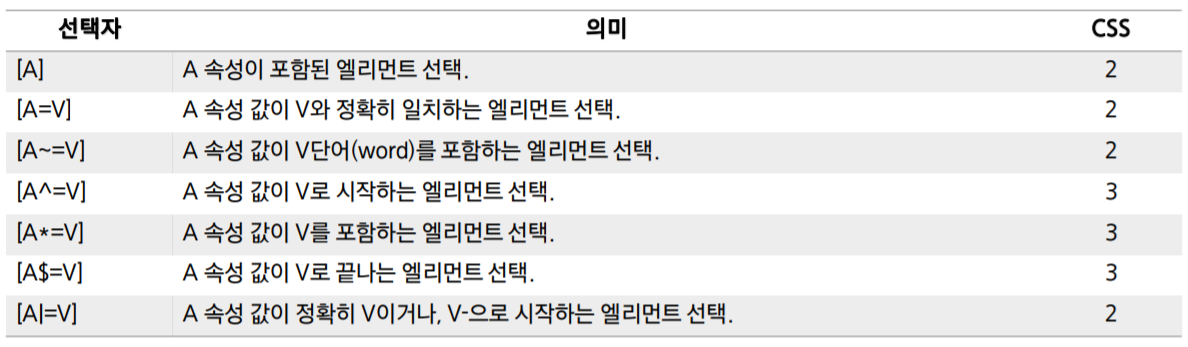 선택자 의미 CSS
[A] A 속성이 포함된 엘리먼트 선택. 2
[A=V] A 속성 값이 V와 정확히 일치하는 엘리먼트 선택. 2
[A~=V] A 속성 값이 V단어(word)를 포함하는 엘리먼트 선택. 2
[A^=V] A 속성 값이 V로 시작하는 엘리먼트 선택. 3
[A*=V] A 속성 값이 V를 포함하는 엘리먼트 선택. 3
[A$=V] A 속성 값이 V로 끝나는 엘리먼트 선택. 3
[A|=V] A 속성 값이 정확히 V이거나, V-으로 시작하는 엘리먼트 선택. 2